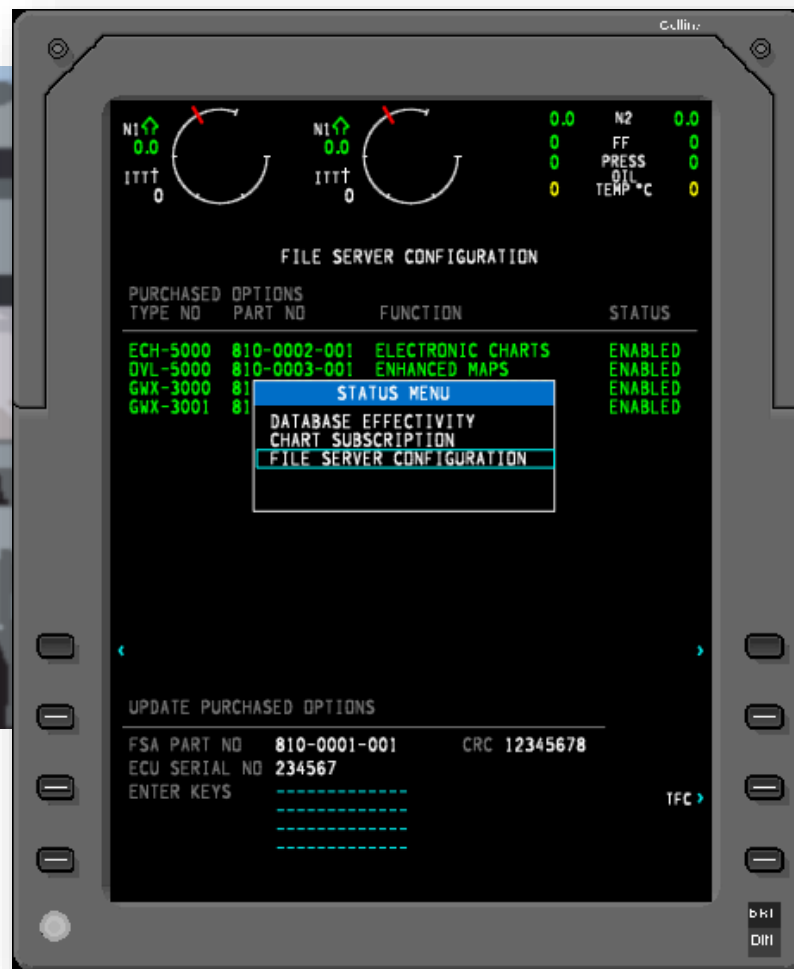 Collins
N1 N1 0.0 N2 0.0
0.0 0.0 0 FF 0
ITT ITT 0 PRESS 0
OIL
0 0 0 TEMP °C 0
FILE SERVER CONFIGURATION
PURCHASED OPTIONS
TYPE NO PART NO FUNCTION STATUS
ECH-5000 810-0002-001 ELECTRONIC CHARTS ENABLED
OVL-5000 810-0003-001 ENHANCED MAPS ENABLED
GWX-3000 81 ENABLED
GWX-3001 81 ENABLED
STATUS MENU
DATABASE EFFECTIVITY
CHART SUBSCRIPTION
FILE SERVER CONFIGURATION
UPDATE PURCHASED OPTIONS
FSA PART NO 810-0001-001 CRC 12345678
ECU SERIAL NO 234567
ENTER KEYS
TFC >
BRT
DIM